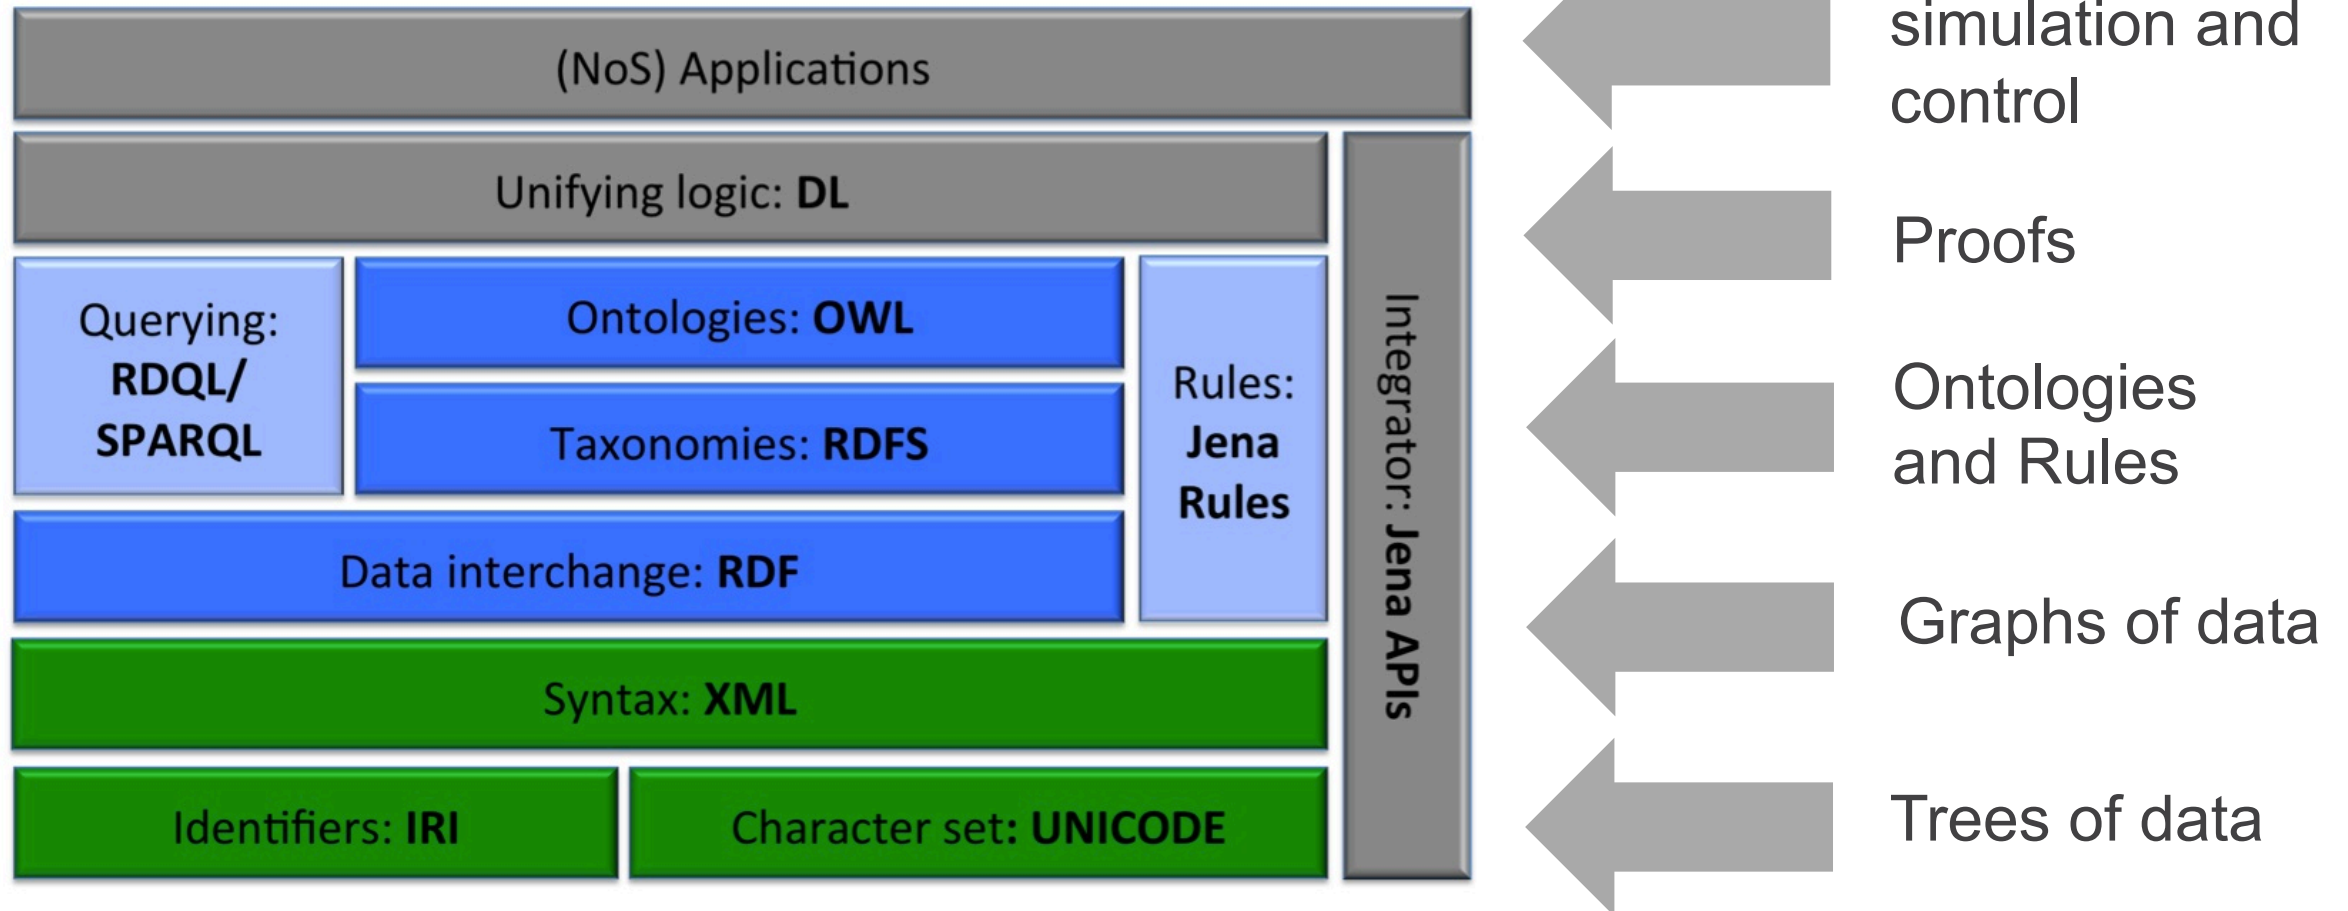 (NoS) Applications
Unifying logic: DL
Querying:
RDQL/
SPARQL
Ontologies: OWL
Taxonomies: RDFS
Rules:
Jena
Rules
Integrator: Jena APIs
Data interchange: RDF
Syntax: XML
Identifiers: IRI
Character set: UNICODE
simulation and
control
Proofs
Ontologies
and Rules
Graphs of data
Trees of data